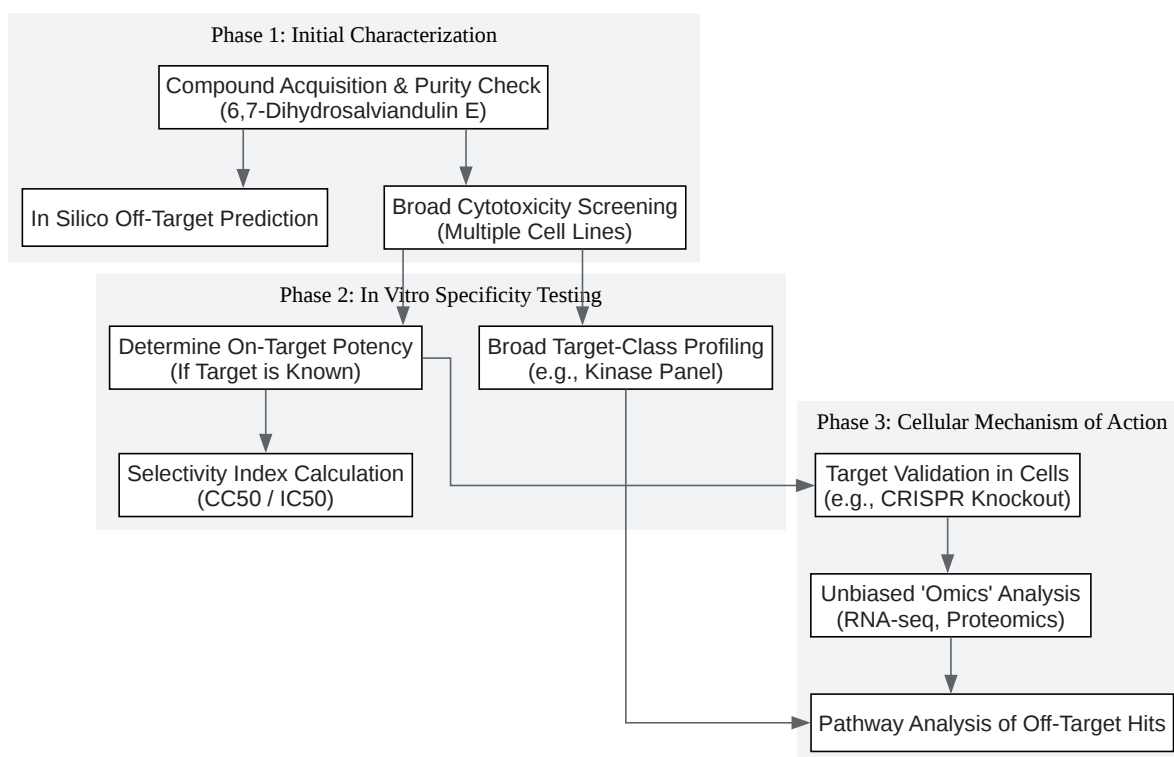 Phase 1: Initial Characterization
Compound Acquisition & Purity Check
(6,7-Dihydrosalviandulin E)
In Silico Off-Target Prediction
Broad Cytotoxicity Screening
(Multiple Cell Lines)
Phase 2: In Vitro Specificity Testing
Determine On-Target Potency
(If Target is Known)
Broad Target-Class Profiling
(e.g., Kinase Panel)
Selectivity Index Calculation
(CC50 / IC50)
Phase 3: Cellular Mechanism of Action
Target Validation in Cells
(e.g., CRISPR Knockout)
Unbiased 'Omics' Analysis
(RNA-seq, Proteomics)
Pathway Analysis of Off-Target Hits